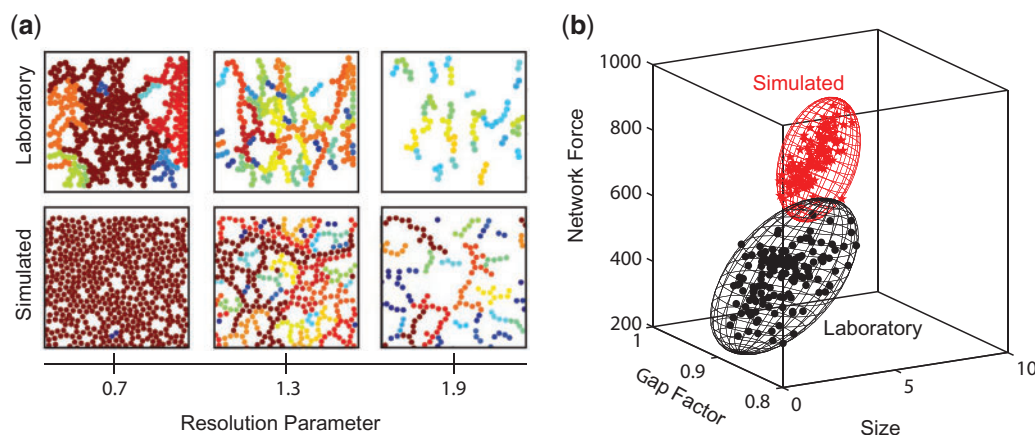 (a)
Laboratory
Simulated
0.7
1.3
1.9
Resolution Parameter
(b)
1000
800
600
400
200
Network Force
1
0.9
0.8
Gap Factor
0
5
10
Size
Simulated
Laboratory